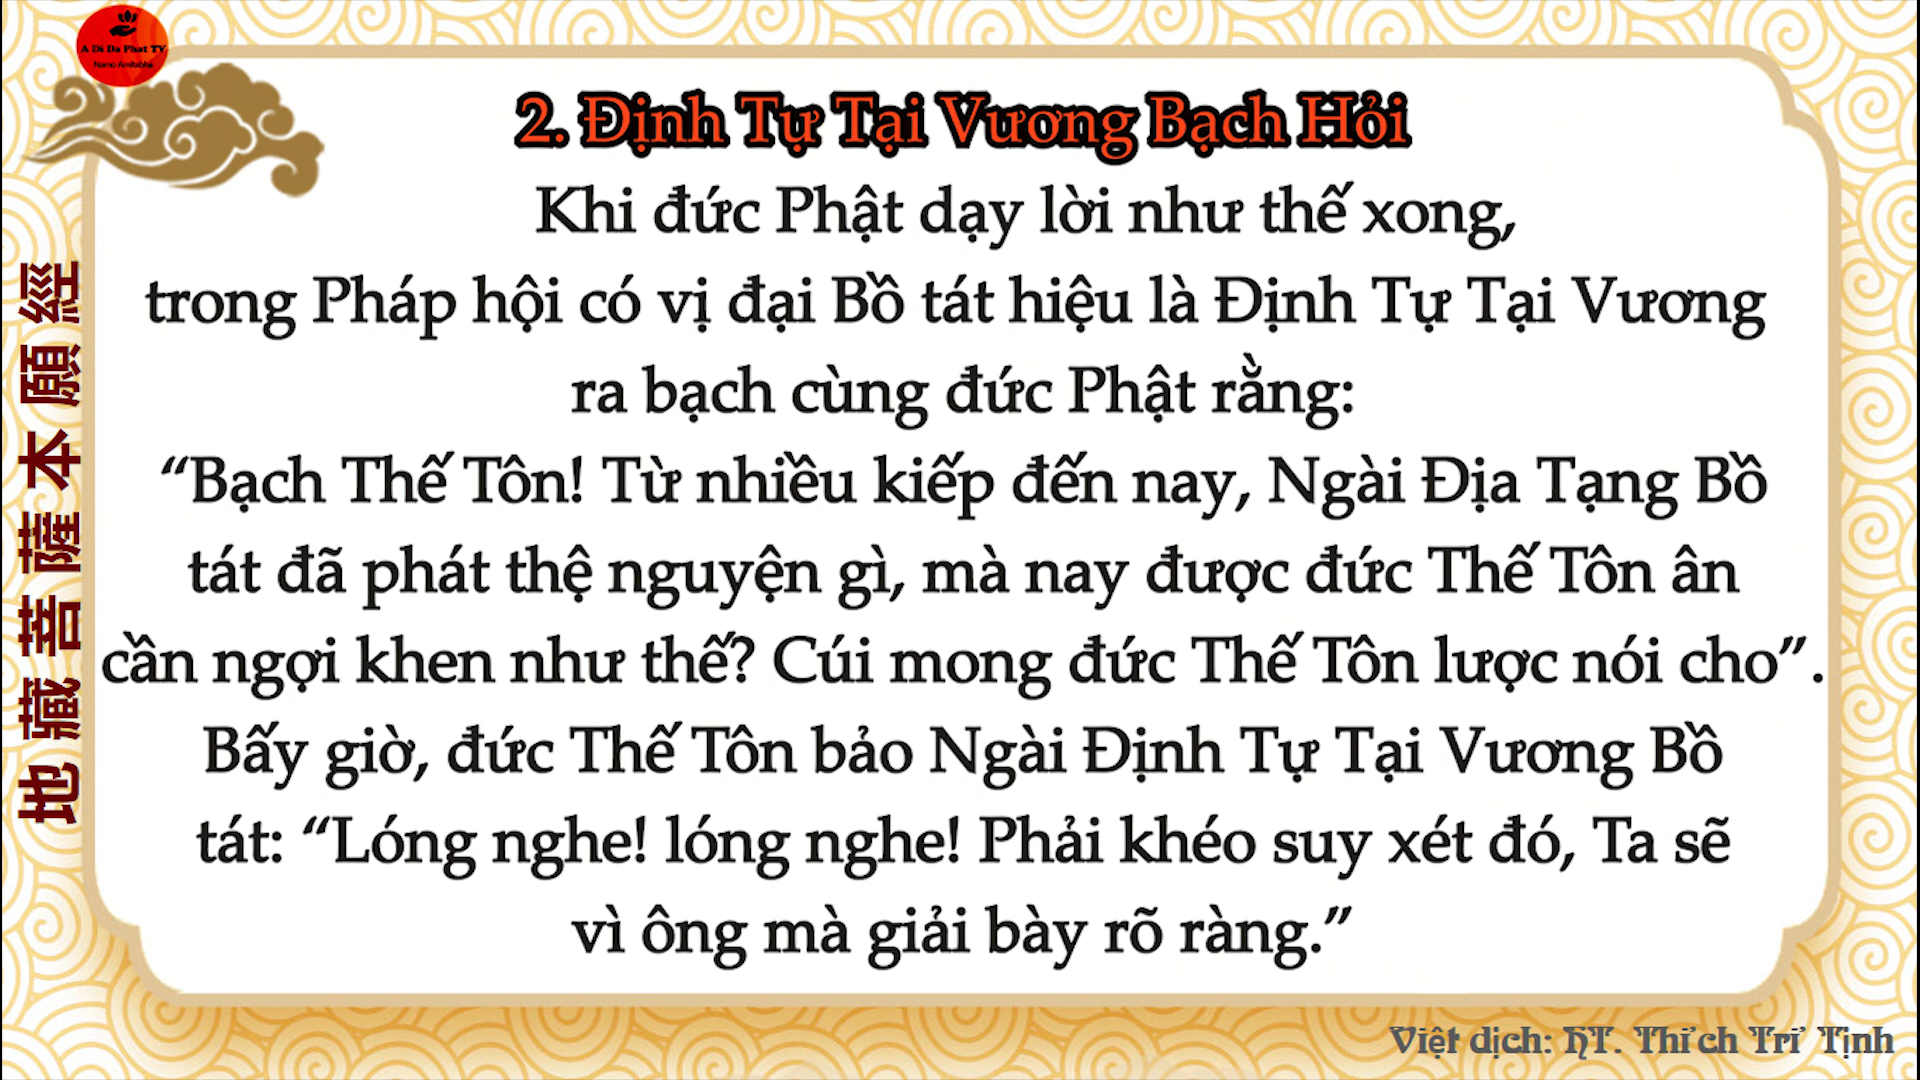 A Di Da Phat TV
Namo Amitabha
2. Định Tự Tại Vương Bạch Hỏi
Khi đức Phật dạy lời như thế xong,
trong Pháp hội có vị đại Bồ tát hiệu là Định Tự Tại Vương
ra bạch cùng đức Phật rằng:
“Bạch Thế Tôn! Từ nhiều kiếp đến nay, Ngài Địa Tạng Bồ
tát đã phát thệ nguyện gì, mà nay được đức Thế Tôn ân
cần ngợi khen như thế? Cúi mong đức Thế Tôn lược nói cho”.
Bấy giờ, đức Thế Tôn bảo Ngài Định Tự Tại Vương Bồ
tát: “Lóng nghe! lóng nghe! Phải khéo suy xét đó, Ta sẽ
vì ông mà giải bày rõ ràng.”
地藏菩薩本願經
Việt dịch: HT. Thích Trí Tịnh